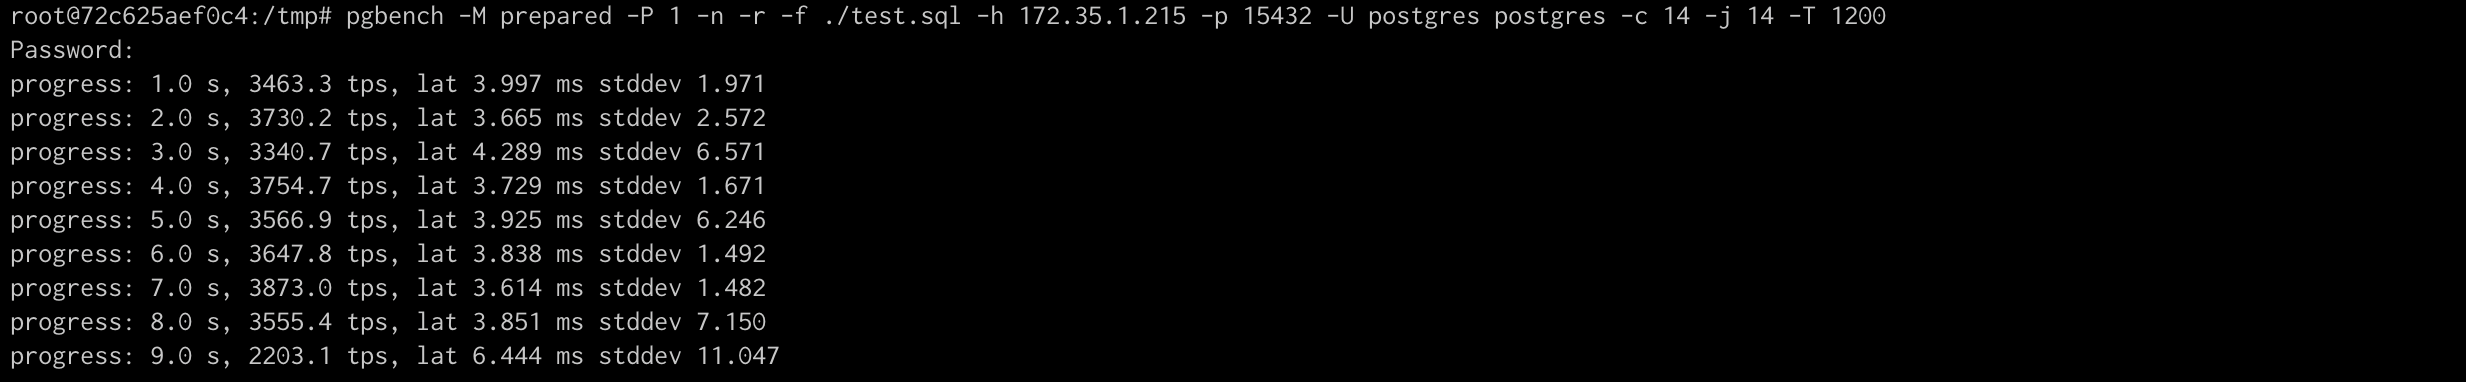 root@72c625aef0c4:/tmp# pgbench -M prepared -P 1 -n -r -f ./test.sql -h 172.35.1.215 -p 15432 -U postgres postgres -c 14 -j 14 -T 1200
Password:
progress: 1.0 s, 3463.3 tps, lat 3.997 ms stddev 1.971
progress: 2.0 s, 3730.2 tps, lat 3.665 ms stddev 2.572
progress: 3.0 s, 3340.7 tps, lat 4.289 ms stddev 6.571
progress: 4.0 s, 3754.7 tps, lat 3.729 ms stddev 1.671
progress: 5.0 s, 3566.9 tps, lat 3.925 ms stddev 6.246
progress: 6.0 s, 3647.8 tps, lat 3.838 ms stddev 1.492
progress: 7.0 s, 3873.0 tps, lat 3.614 ms stddev 1.482
progress: 8.0 s, 3555.4 tps, lat 3.851 ms stddev 7.150
progress: 9.0 s, 2203.1 tps, lat 6.444 ms stddev 11.047